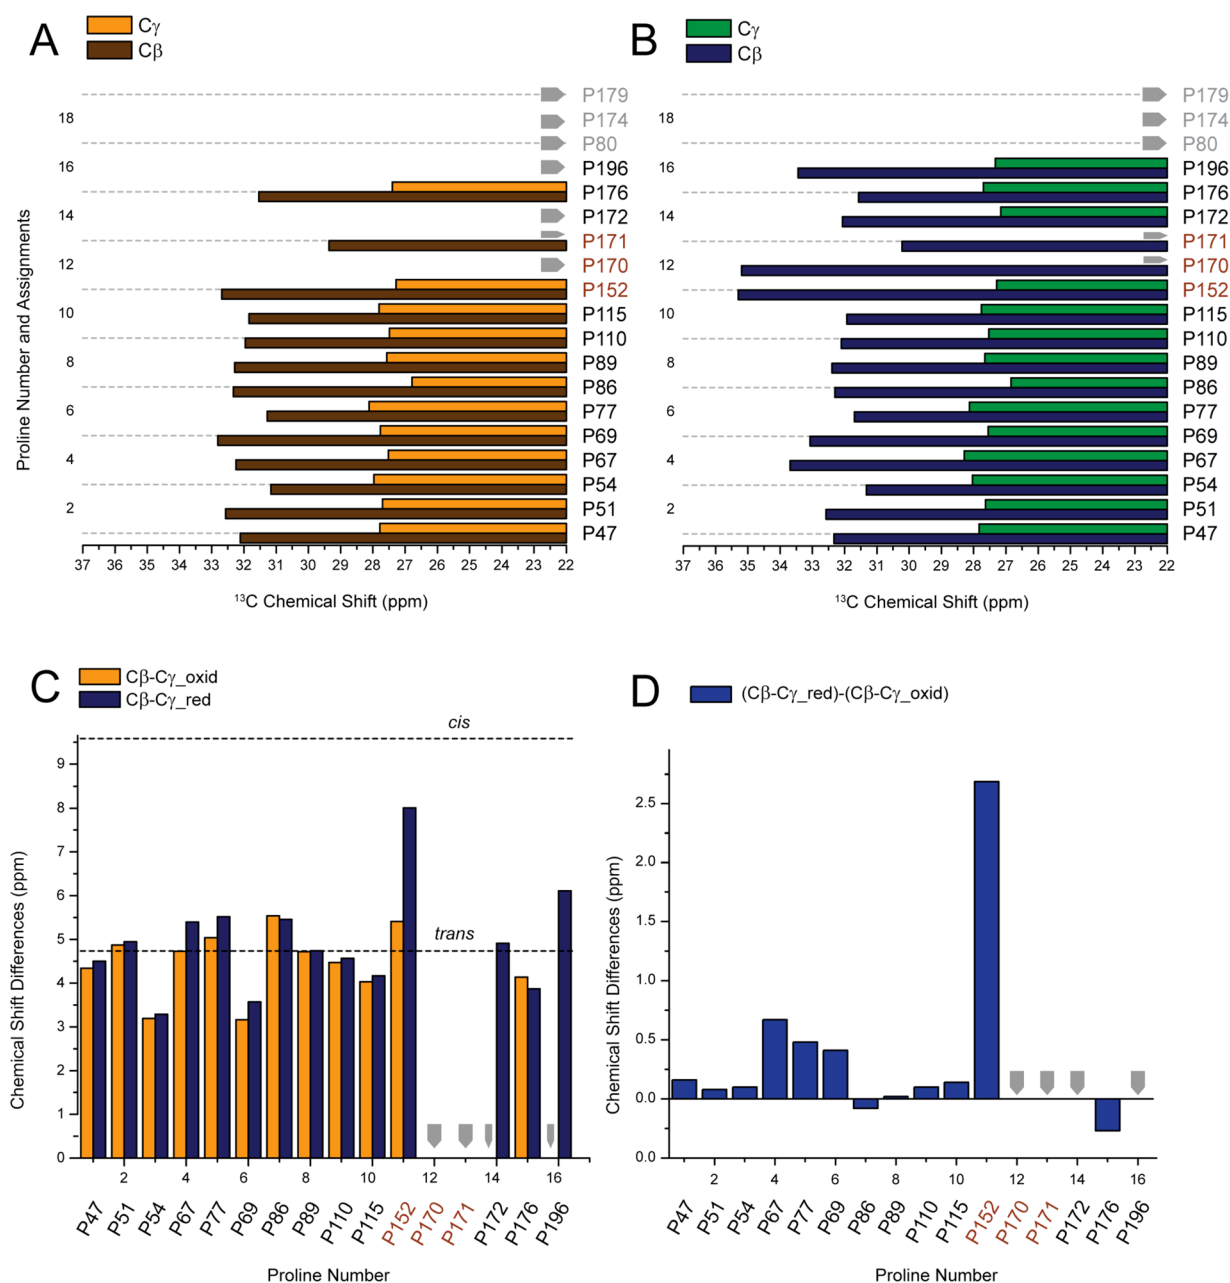 A
Cγ
Cβ
P179
18
P174
P80
16
P196
P176
14
P172
P171
12
P170
P152
10
P115
P110
8
P89
P86
6
P77
P69
4
P67
P54
2
P51
P47
37 36 35 34 33 32 31 30 29 28 27 26 25 24 23 22
Proline Number and Assignments
13C Chemical Shift (ppm)
B
Cγ
Cβ
P179
18
P174
P80
16
P196
P176
14
P172
P171
12
P170
P152
10
P115
P110
8
P89
P86
6
P77
P69
4
P67
P54
2
P51
P47
37 36 35 34 33 32 31 30 29 28 27 26 25 24 23 22
13C Chemical Shift (ppm)
C
Cβ-Cγ_oxid
Cβ-Cγ_red
cis
trans
9
8
7
6
5
4
3
2
1
0
Chemical Shift Differences (ppm)
2 4 6 8 10 12 14 16
P47 P51 P54 P67 P77 P69 P86 P89 P110 P115 P152 P170 P171 P172 P176 P196
Proline Number
D
(Cβ-Cγ_red)-(Cβ-Cγ_oxid)
2.5
2.0
1.5
1.0
0.5
0.0
0.0
Chemical Shift Differences (ppm)
2 4 6 8 10 12 14 16
P47 P51 P54 P67 P77 P69 P86 P89 P110 P115 P152 P170 P171 P172 P176 P196
Proline Number